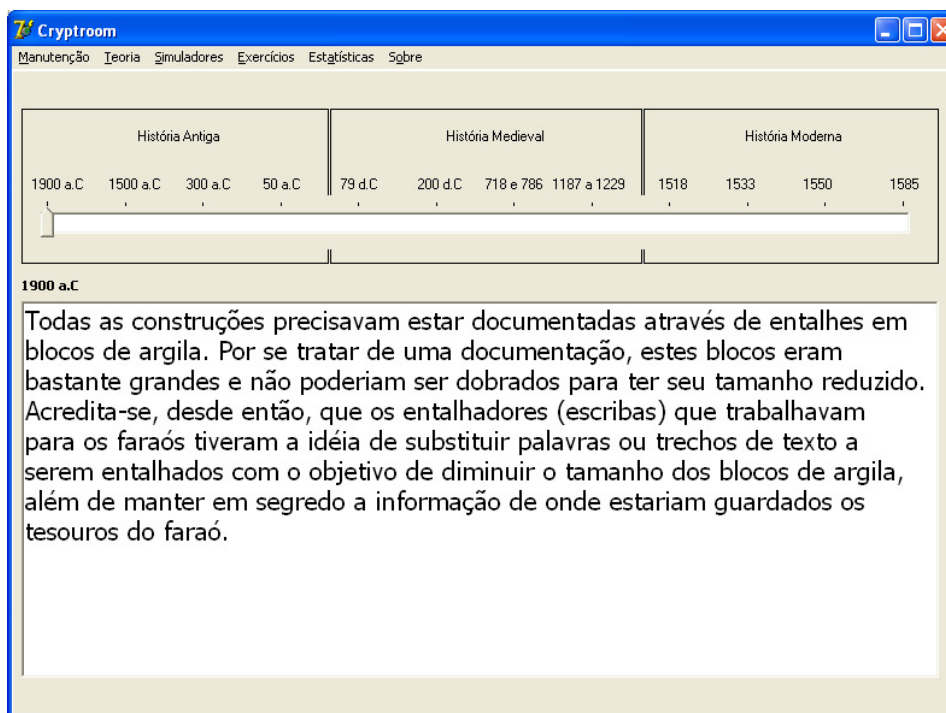 Cryptroom
Manutenção Teoria Simuladores Exercícios Estatísticas Sobre
História Antiga História Medieval História Moderna
1900 a.C 1500 a.C 300 a.C 50 a.C 79 d.C 200 d.C 718 e 786 1187 a 1229 1518 1533 1550 1585
1900 a.C
Todas as construções precisavam estar documentadas através de entalhes em
blocos de argila. Por se tratar de uma documentação, estes blocos eram
bastante grandes e não poderiam ser dobrados para ter seu tamanho reduzido.
Acredita-se, desde então, que os entalhadores (escribas) que trabalhavam
para os faraós tiveram a idéia de substituir palavras ou trechos de texto a
serem entalhados com o objetivo de diminuir o tamanho dos blocos de argila,
além de manter em segredo a informação de onde estariam guardados os
tesouros do faraó.